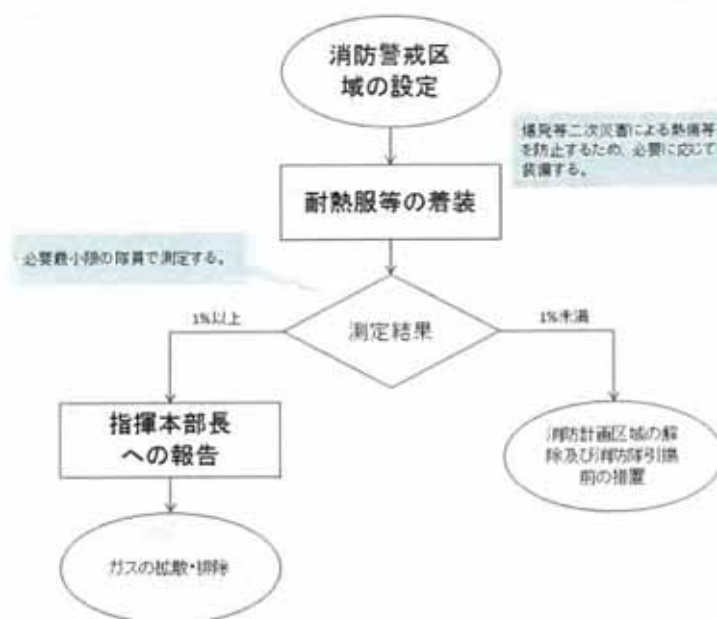 消防警戒区
域の設定
爆発等二次災害による熱傷等
を防止するため、必要に応じて
装備する。
耐熱服等の着装
必要最小限の隊員で測定する。
測定結果
1%以上
1%未満
指揮本部長
への報告
消防計画区域の解
除及び消防隊引揚
前の措置
ガスの拡散・排除